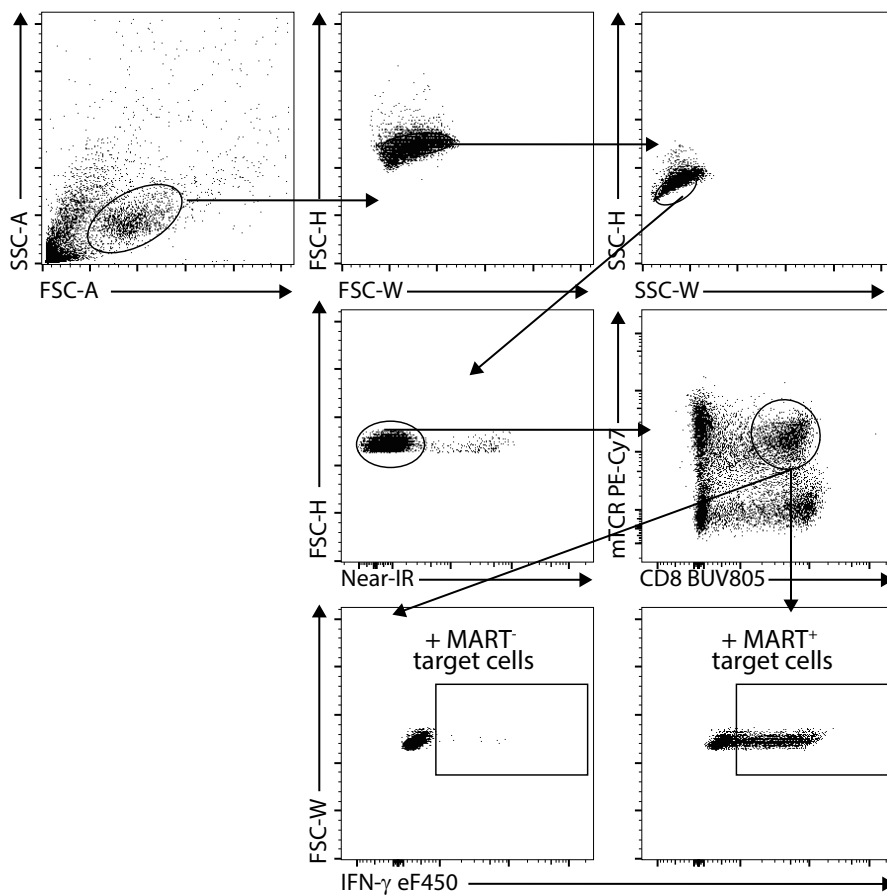 SSC-A
FSC-A
FSC-H
FSC-W
SSC-H
SSC-W
FSC-H
Near-IR
mTCR PE-Cy7
CD8 BUV805
+ MART-
target cells
+ MART+
target cells
FSC-W
IFN-γ eF450